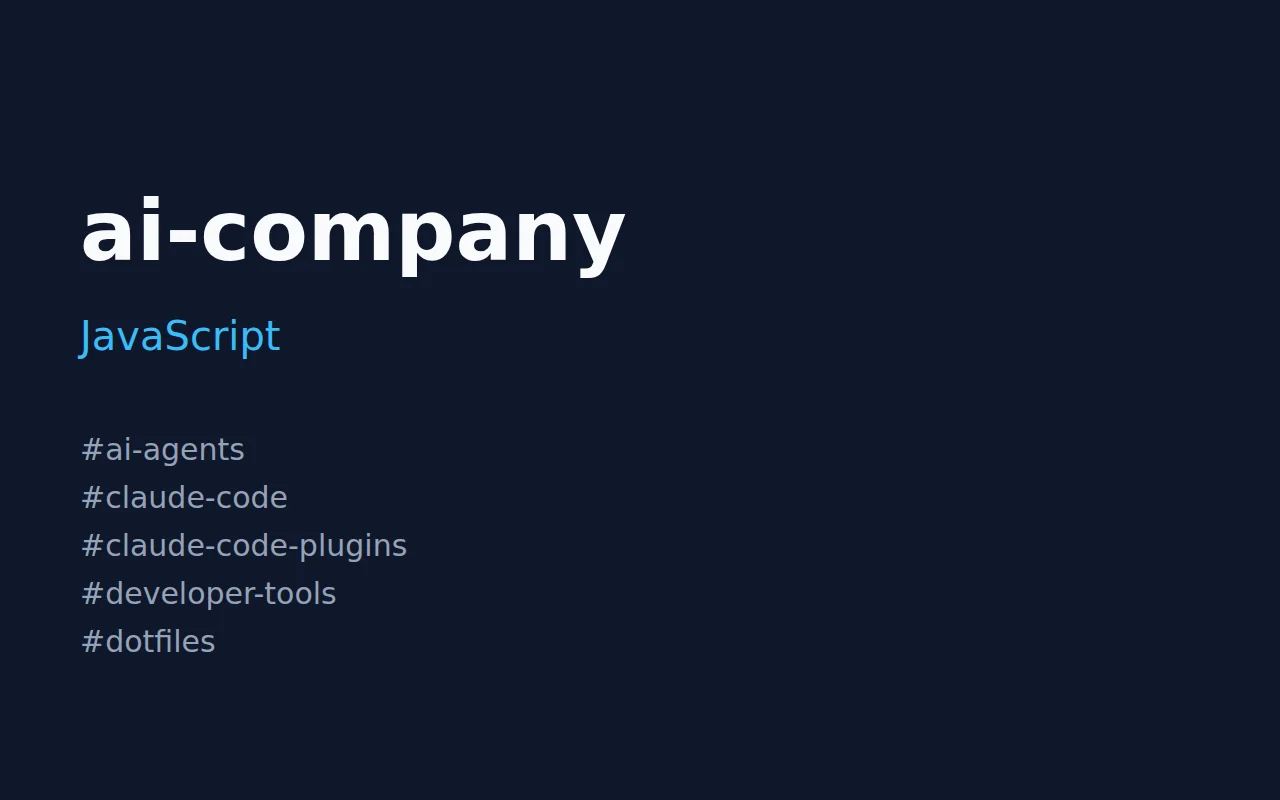 ai-company
JavaScript
#ai-agents
#claude-code
#claude-code-plugins
#developer-tools
#dotfiles